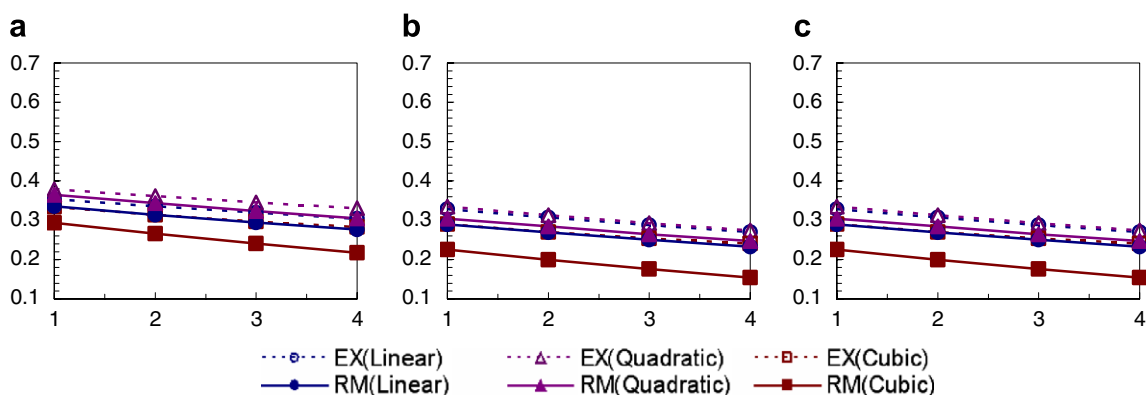 a b c
0.7 0.7 0.7
0.6 0.6 0.6
0.5 0.5 0.5
0.4 0.4 0.4
0.3 0.3 0.3
0.2 0.2 0.2
0.1 0.1 0.1
1 2 3 4 1 2 3 4 1 2 3 4
EX(Linear) EX(Quadratic) EX(Cubic)
RM(Linear) RM(Quadratic) RM(Cubic)